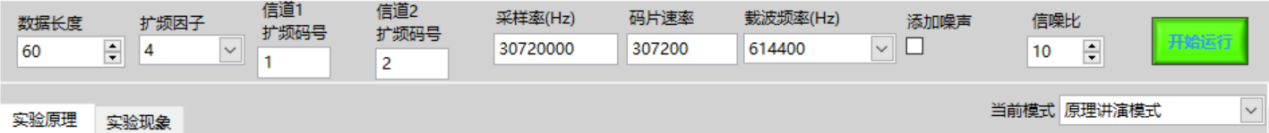 数据长度 扩频因子 信道1 扩频码号 信道2 扩频码号 采样率(Hz) 码片速率 载波频率(Hz) 添加噪声 信噪比
60 4 1 2 30720000 307200 614400 10 开始运行
当前模式 原理讲演模式
实验原理 实验现象